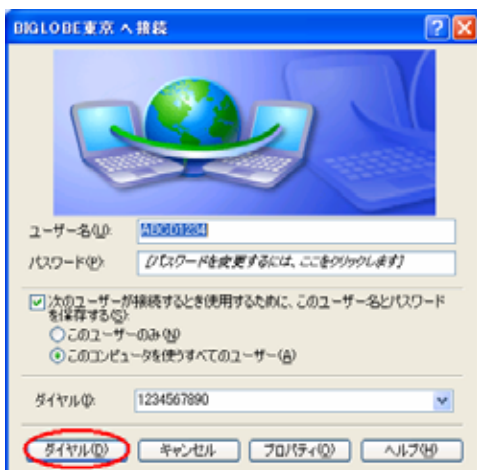 BIGLOBE東京 へ接続
ユーザー名(U):
ABCD1234
パスワード(P):
[パスワードを変更するには、ここをクリックします]
次のユーザーが接続するとき使用するために、このユーザー名とパスワード
を保存する(S):
このユーザーのみ(N)
このコンピュータを使うすべてのユーザー(A)
ダイヤル(I):
1234567890
ダイヤル(D)
キャンセル
プロパティ(O)
ヘルプ(H)